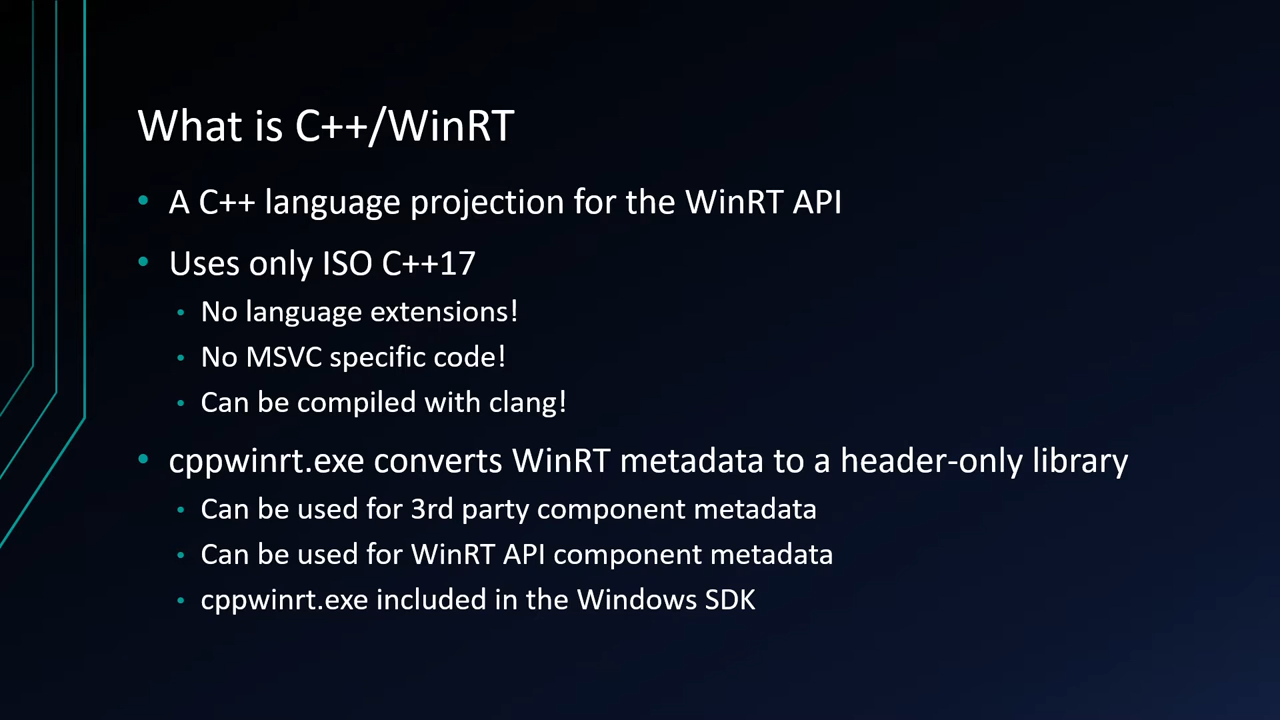 What is C++/WinRT
• A C++ language projection for the WinRT API
• Uses only ISO C++17
• No language extensions!
• No MSVC specific code!
• Can be compiled with clang!
• cppwinrt.exe converts WinRT metadata to a header-only library
• Can be used for 3rd party component metadata
• Can be used for WinRT API component metadata
• cppwinrt.exe included in the Windows SDK